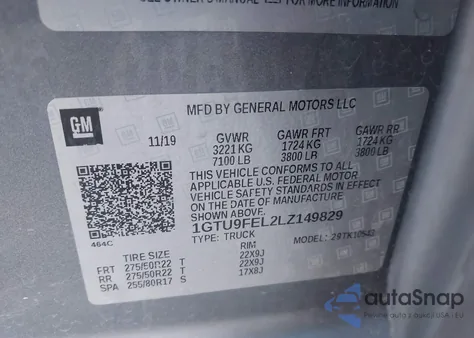 MFD BY GENERAL MOTORS LLC
GM
11/19
GVWR GAWR FRT GAWR RR
3221 KG 1724 KG 1724 KG
7100 LB 3800 LB 3800 LB
THIS VEHICLE CONFORMS TO ALL
APPLICABLE U.S. FEDERAL MOTOR
VEHICLE SAFETY STANDARDS IN
EFFECT ON THE DATE OF
MANUFACTURE SHOWN ABOVE.
1GTU9FEL2LZ149829
464C
TYPE: TRUCK MODEL:
TIRE SIZE RIM
FRT 275/50R22 T 22X9J
RR 275/50R22 T 22X9J
SPA 255/80R17 S 17X8J
autoSnap